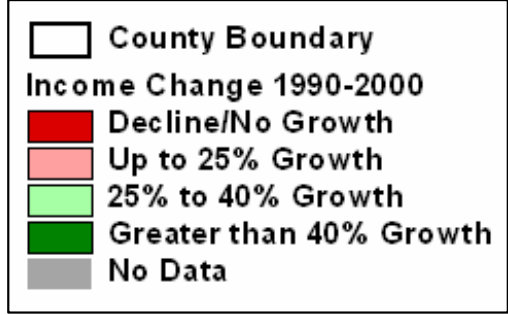 County Boundary
Income Change 1990-2000
Decline/No Growth
Up to 25% Growth
25% to 40% Growth
Greater than 40% Growth
No Data